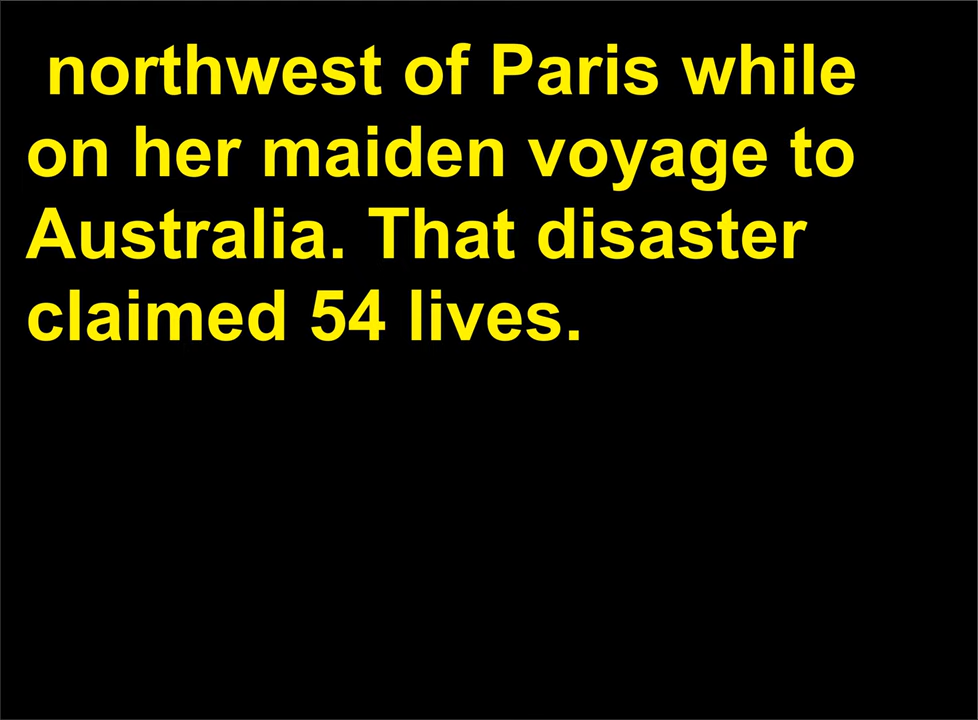 northwest of Paris while
on her maiden voyage to
Australia. That disaster
claimed 54 lives.